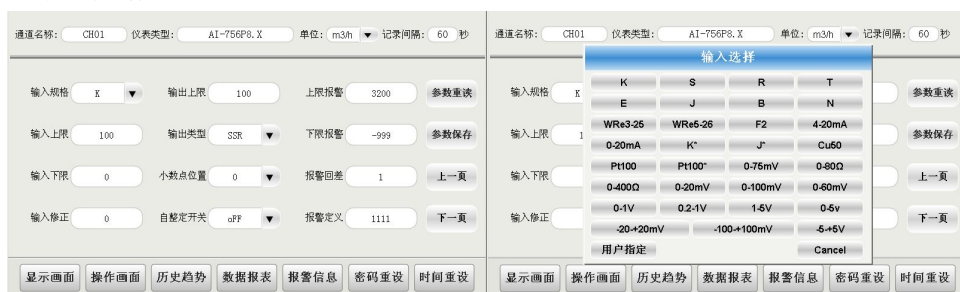 通道名称: CH01 仪表类型: AI-756P8.X 单位: m3/h 记录间隔: 60 秒
输入规格 K 输出上限 100 上限报警 3200 参数重读
输入上限 100 输出类型 SSR 下限报警 -999 参数保存
输入下限 0 小数点位置 0 报警回差 1 上一页
输入修正 0 自整定开关 oFF 报警定义 1111 下一页
显示画面 操作画面 历史趋势 数据报表 报警信息 密码重设 时间重设
通道名称: CH01 仪表类型: AI-756P8.X 单位: m3/h 记录间隔: 60 秒
输入选择
输入规格 K
K S R T
参数重读
E J B N
WRe3-25 WRe5-26 F2 4-20mA
输入上限 1
参数保存
0-20mA K* J* Cu50
Pt100 Pt100* 0-75mV 0-80Ω
输入下限
上一页
0-400Ω 0-20mV 0-100mV 0-60mV
0-1V 0.2-1V 1-5V 0-5v
输入修正
下一页
-20-+20mV -100-+100mV -5-+5V
用户指定 Cancel
显示画面 操作画面 历史趋势 数据报表 报警信息 密码重设 时间重设